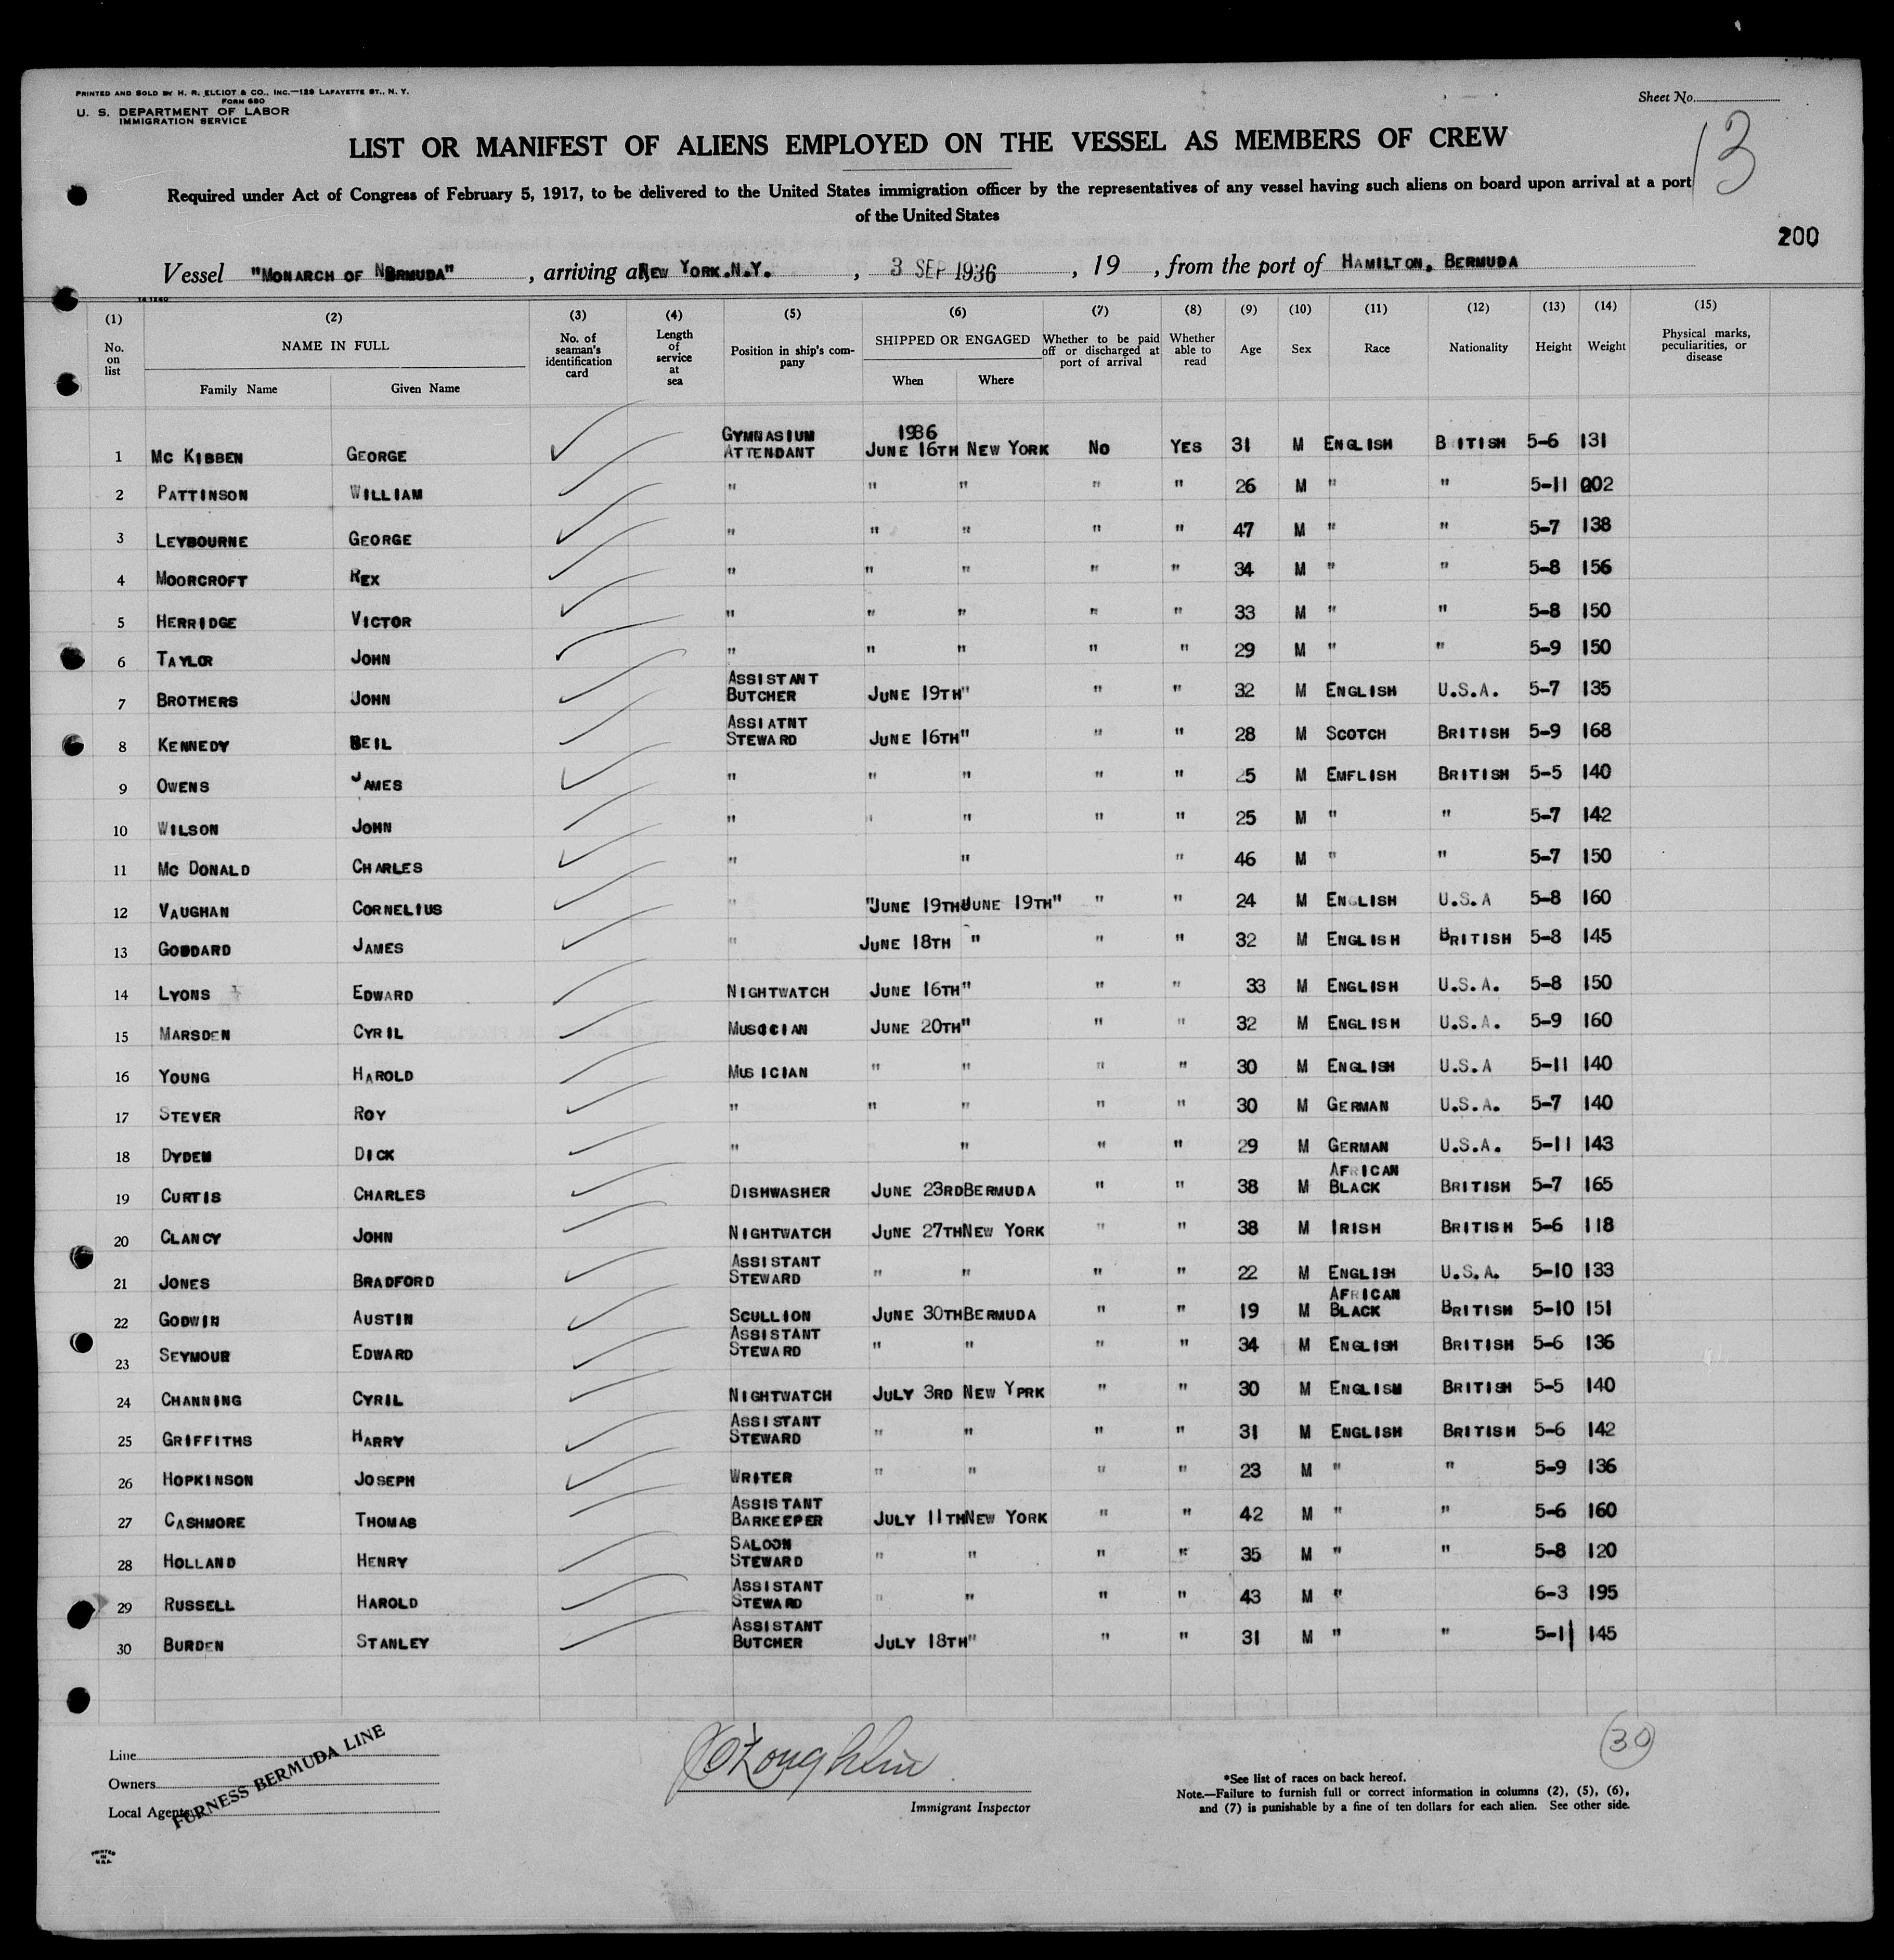 PRINTED AND SOLD BY H. R. ELLIOT & CO., INC.—129 LAFAYETTE ST., N. Y.
FORM 680
U. S. DEPARTMENT OF LABOR
IMMIGRATION SERVICE
Sheet No.
13
LIST OR MANIFEST OF ALIENS EMPLOYED ON THE VESSEL AS MEMBERS OF CREW
Required under Act of Congress of February 5, 1917, to be delivered to the United States immigration officer by the representatives of any vessel having such aliens on board upon arrival at a port
of the United States
200
Vessel "MONARCH OF BERMUDA", arriving at NEW YORK.N.Y., 3 SEP 1936, 19, from the port of HAMILTON, BERMUDA
(1) No. on list (2) NAME IN FULL Family Name Given Name (3) No. of seaman's identification card (4) Length of service at sea (5) Position in ship's company (6) SHIPPED OR ENGAGED When Where (7) Whether to be paid off or discharged at port of arrival (8) Whether able to read (9) Age (10) Sex (11) Race (12) Nationality (13) Height (14) Weight (15) Physical marks, peculiarities, or disease
1 MC KIBBEN GEORGE GYMNASIUM ATTENDANT 1936 JUNE 16TH NEW YORK NO YES 31 M ENGLISH B ITISH 5-6 131
2 PATTINSON WILLIAM " " " " " 26 M " " 5-11 202
3 LEYBOURNE GEORGE " " " " " 47 M " " 5-7 138
4 MOORCROFT REX " " " " " 34 M " " 5-8 156
5 HERRIDGE VICTOR " " " " " 33 M " " 5-8 150
6 TAYLOR JOHN " " " " " 29 M " " 5-9 150
7 BROTHERS JOHN ASSISTANT BUTCHER JUNE 19TH " " " 32 M ENGLISH U.S.A. 5-7 135
8 KENNEDY NEIL ASSIATNT STEWARD JUNE 16TH " " " 28 M SCOTCH BRITISH 5-9 168
9 OWENS JAMES " " " " " 25 M EMFLISH BRITISH 5-5 140
10 WILSON JOHN " " " " " 25 M " " 5-7 142
11 MC DONALD CHARLES " " " 46 M " " 5-7 150
12 VAUGHAN CORNELIUS " "JUNE 19TH JUNE 19TH" " " 24 M ENGLISH U.S.A 5-8 160
13 GODDARD JAMES " JUNE 18TH " " " 32 M ENGLISH BRITISH 5-8 145
14 LYONS EDWARD NIGHTWATCH JUNE 16TH " " " 33 M ENGLISH U.S.A. 5-8 150
15 MARSDEN CYRIL MUSICIAN JUNE 20TH " " " 32 M ENGLISH U.S.A. 5-9 160
16 YOUNG HAROLD MUSICIAN " " " " 30 M ENGLISH U.S.A 5-11 140
17 STEVER ROY " " " " " 30 M GERMAN U.S.A. 5-7 140
18 DYDEM DICK " " " " 29 M GERMAN U.S.A. 5-11 143
19 CURTIS CHARLES DISHWASHER JUNE 23RD BERMUDA " " 38 M AFRICAN BLACK BRITISH 5-7 165
20 CLANCY JOHN NIGHTWATCH JUNE 27TH NEW YORK " " 38 M IRISH BRITISH 5-6 118
21 JONES BRADFORD ASSISTANT STEWARD " " " " 22 M ENGLISH U.S.A. 5-10 133
22 GODWIN AUSTIN SCULLION JUNE 30TH BERMUDA " " 19 M AFRICAN BLACK BRITISH 5-10 151
23 SEYMOUR EDWARD ASSISTANT STEWARD " " " " 34 M ENGLISH BRITISH 5-6 136
24 CHANNING CYRIL NIGHTWATCH JULY 3RD NEW YPRK " " 30 M ENGLISH BRITISH 5-5 140
25 GRIFFITHS HARRY ASSISTANT STEWARD " " " " 31 M ENGLISH BRITISH 5-6 142
26 HOPKINSON JOSEPH WRITER " " " " 23 M " " 5-9 136
27 CASHMORE THOMAS ASSISTANT BARKEEPER JULY 11TH NEW YORK " " 42 M " " 5-6 160
28 HOLLAND HENRY SALOON STEWARD " " " " 35 M " " 5-8 120
29 RUSSELL HAROLD ASSISTANT STEWARD " " " " 43 M " 6-3 195
30 BURDEN STANLEY ASSISTANT BUTCHER JULY 18TH " " " 31 M " " 5-11 145
Line
Owners
Local Agents
FURNESS BERMUDA LINE
Immigrant Inspector
30
*See list of races on back hereof.
Note.—Failure to furnish full or correct information in columns (2), (5), (6),
and (7) is punishable by a fine of ten dollars for each alien. See other side.
PRINTED
IN
U.S.A.